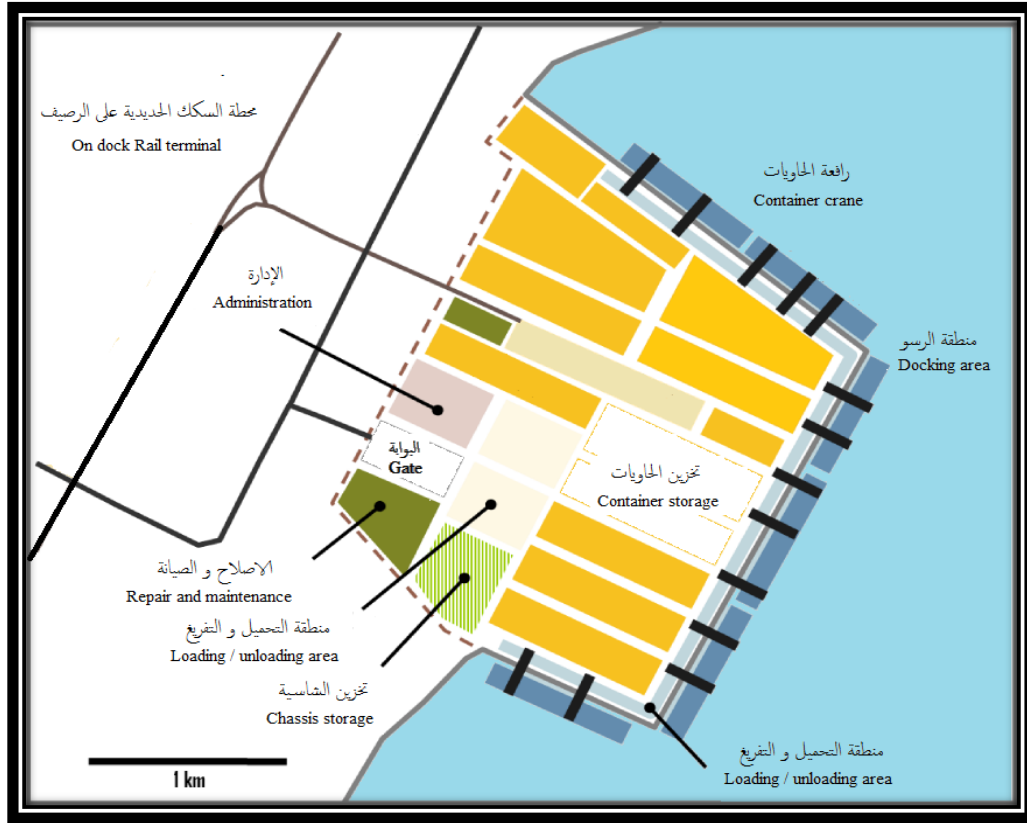 محطة السكك الحديدية على الرصيف
On dock Rail terminal
رافعة الحاويات
Container crane
الإدارة
Administration
منطقة الرسو
Docking area
البوابة
Gate
تخزين الحاويات
Container storage
الاصلاح و الصيانة
Repair and maintenance
منطقة التحميل و التفريغ
Loading / unloading area
تخزين الشاسية
Chassis storage
منطقة التحميل و التفريغ
Loading / unloading area
1 km